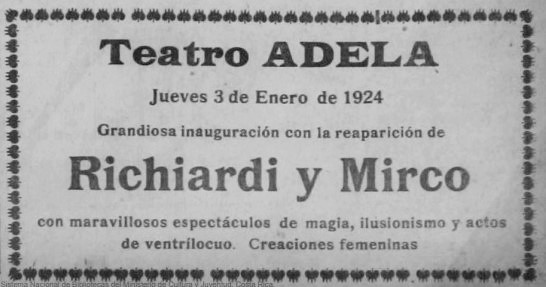 Teatro ADELA
Jueves 3 de Enero de 1924
Grandiosa inauguración con la reaparición de
Richiardi y Mirco
con maravillosos espectáculos de magia, ilusionismo y actos
de ventrílocuo. Creaciones femeninas
Sistema Nacional de Bibliotecas del Ministerio de Cultura y Juventud, Costa Rica